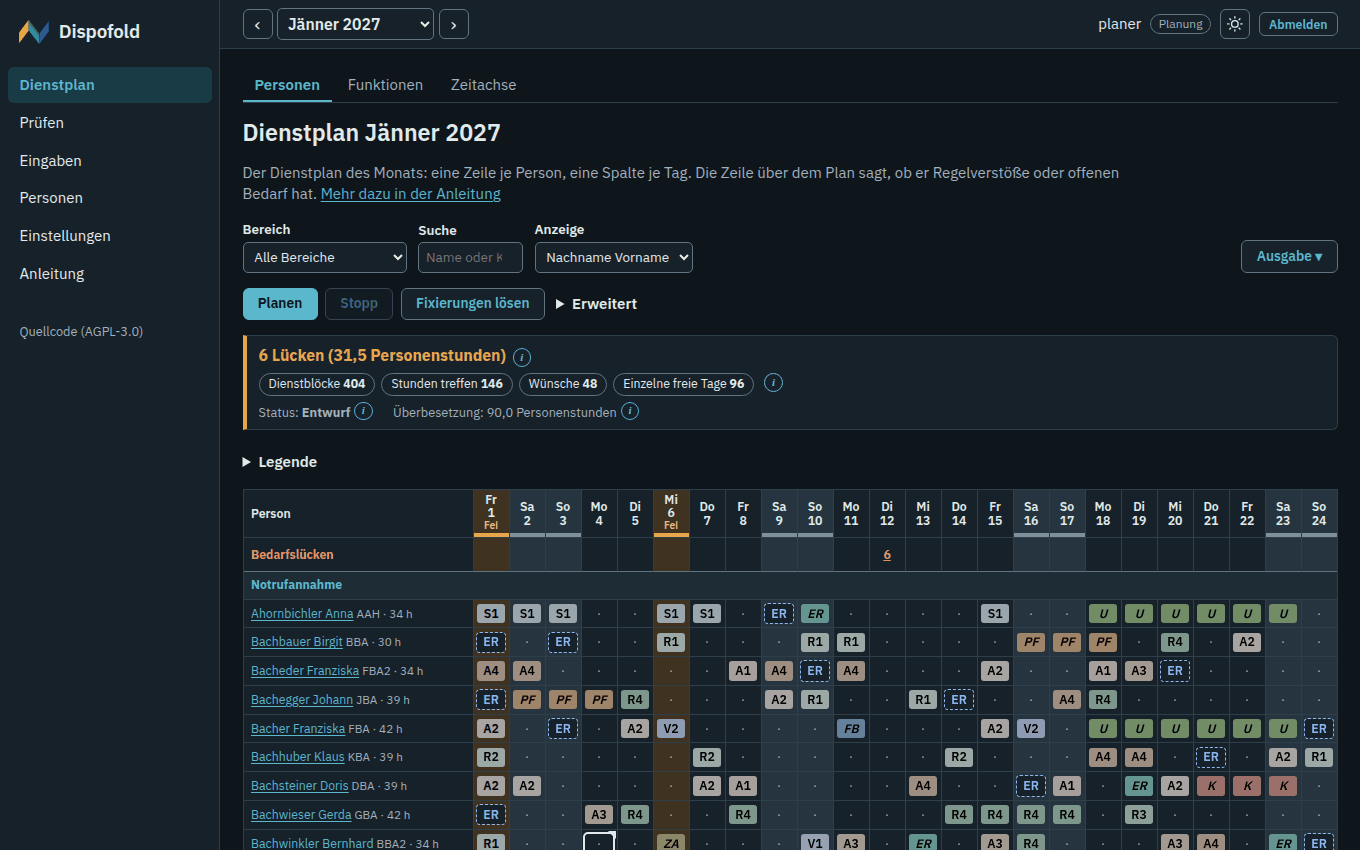 Dispofold
‹ Jänner 2027 ›
planer Planung Abmelden
Dienstplan
Prüfen
Eingaben
Personen
Einstellungen
Anleitung
Quellcode (AGPL-3.0)
Personen Funktionen Zeitachse
Dienstplan Jänner 2027
Der Dienstplan des Monats: eine Zeile je Person, eine Spalte je Tag. Die Zeile über dem Plan sagt, ob er Regelverstöße oder offenen
Bedarf hat. Mehr dazu in der Anleitung
Bereich Suche Anzeige
Alle Bereiche Name oder K Nachname Vorname Ausgabe ▾
Planen Stopp Fixierungen lösen ▶ Erweitert
6 Lücken (31,5 Personenstunden) i
Dienstblöcke 404 Stunden treffen 146 Wünsche 48 Einzelne freie Tage 96 i
Status: Entwurf i Überbesetzung: 90,0 Personenstunden i
▶ Legende
Person Fr 1 Fei Sa 2 So 3 Mo 4 Di 5 Mi 6 Fei Do 7 Fr 8 Sa 9 So 10 Mo 11 Di 12 Mi 13 Do 14 Fr 15 Sa 16 So 17 Mo 18 Di 19 Mi 20 Do 21 Fr 22 Sa 23 So 24
Bedarfslücken 6
Notrufannahme
Ahornbichler Anna AAH · 34 h S1 S1 S1 · · S1 S1 · ER ER · · · · S1 · · U U U U U U ·
Bachbauer Birgit BBA · 30 h ER · ER · · R1 · · · R1 R1 · · · · PF PF PF · R4 · A2 · ·
Bacheder Franziska FBA2 · 34 h A4 A4 · · · · · A1 A4 ER A4 · · · A2 · · A1 A3 ER · · · ·
Bachegger Johann JBA · 39 h ER PF PF PF R4 · · · A2 R1 · · R1 ER · · A4 R4 · · · · · ·
Bacher Franziska FBA · 42 h A2 · ER · A2 V2 · · · · FB · · · A2 V2 · U U U U U U ER
Bachhuber Klaus KBA · 39 h R2 · · · · · R2 · · · · · · R2 · · · A4 A4 · ER · A2 R1
Bachsteiner Doris DBA · 39 h A2 A2 · · · · A2 A1 · · · · A4 · · ER A1 · ER A2 K K K ·
Bachwieser Gerda GBA · 42 h ER · · A3 R4 · · R4 · · · · · R4 R4 R4 R4 · R3 · · · · ·
Bachwinkler Bernhard BBA2 · 34 h R1 · · · · ZA · · · V1 A3 · ER · A3 R4 · · · A3 A4 · ER ER